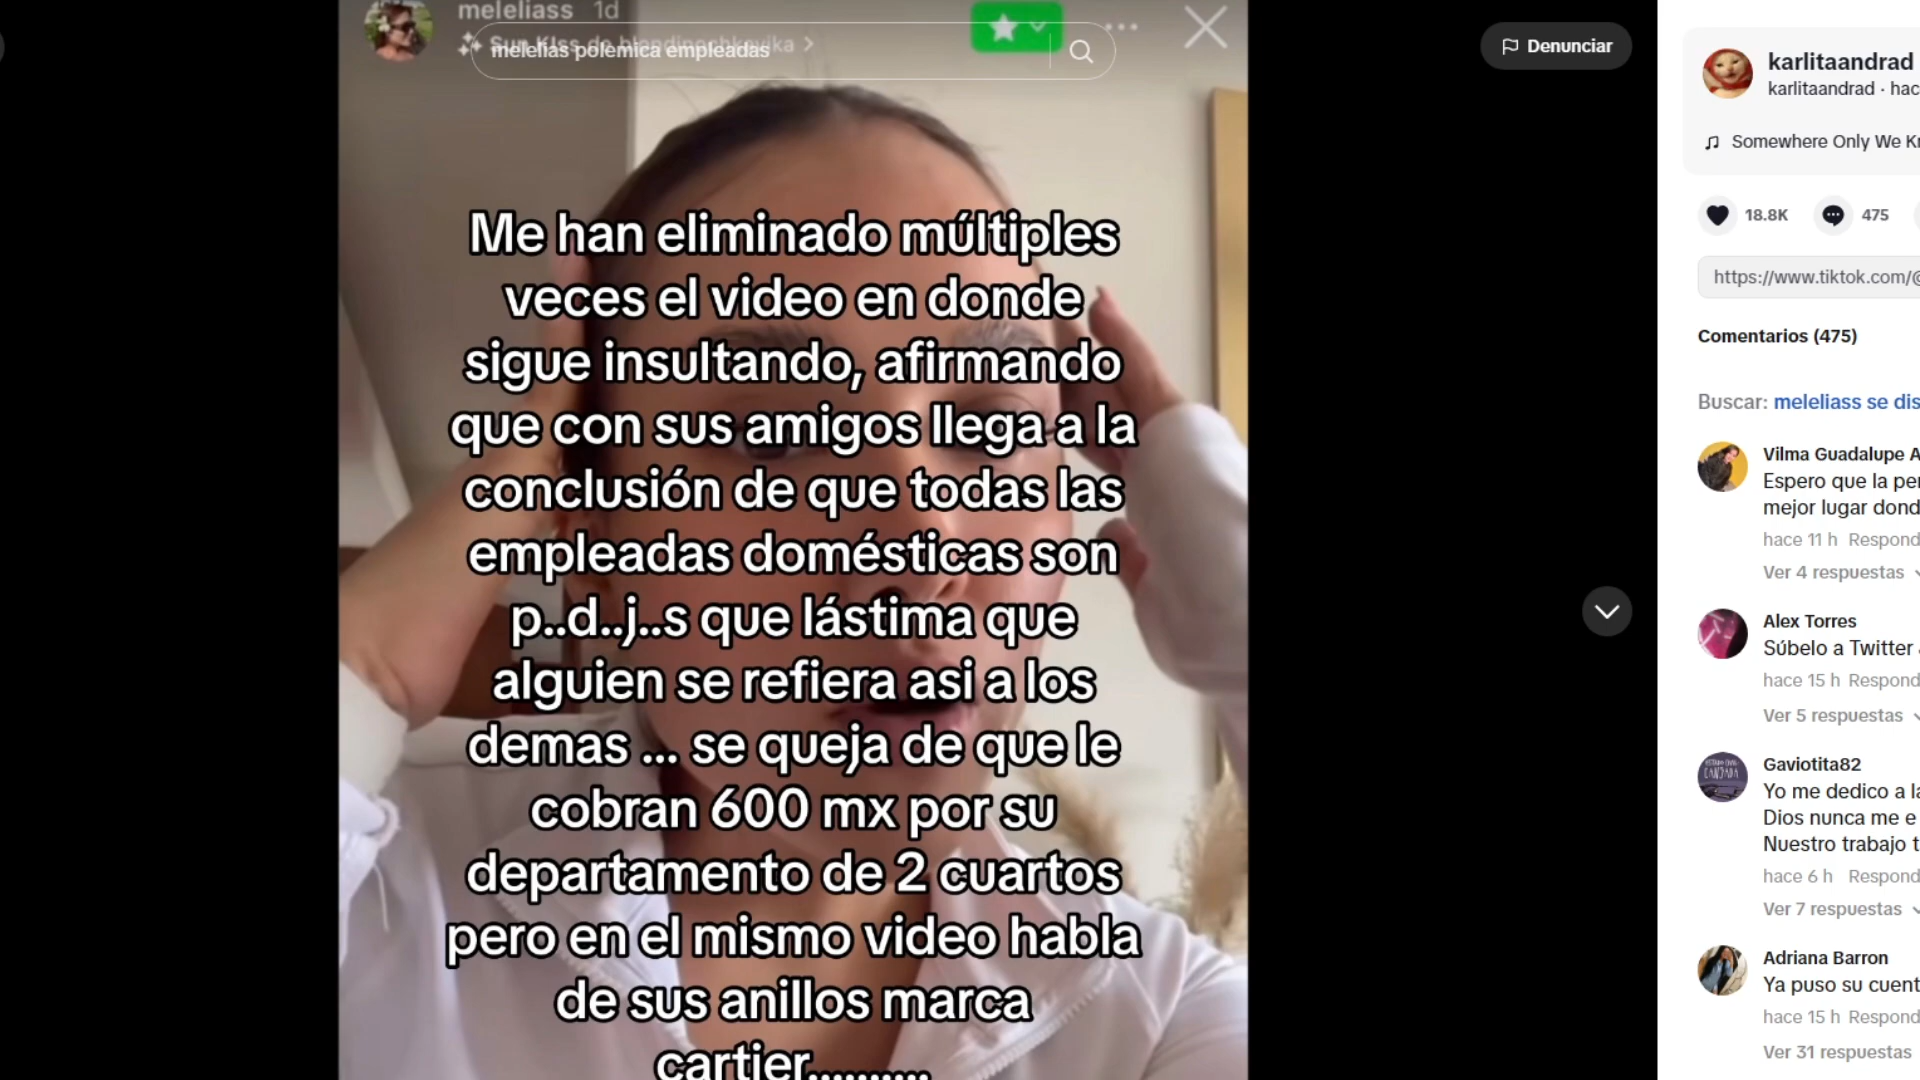 meleliass 1d
Sun Kiss de blondinochkavika >
melelias polemica empleadas
Me han eliminado múltiples
veces el video en donde
sigue insultando, afirmando
que con sus amigos llega a la
conclusión de que todas las
empleadas domésticas son
p..d..j..s que lástima que
alguien se refiera asi a los
demas ... se queja de que le
cobran 600 mx por su
departamento de 2 cuartos
pero en el mismo video habla
de sus anillos marca
cartier..........
Denunciar
karlitaandrad
karlitaandrad · hac
Somewhere Only We Kn
18.8K
475
https://www.tiktok.com/@
Comentarios (475)
Buscar: meleliass se dis
Vilma Guadalupe A
Espero que la per
mejor lugar dond
hace 11 h Respond
Ver 4 respuestas
Alex Torres
Súbelo a Twitter
hace 15 h Respond
Ver 5 respuestas
Gaviotita82
Yo me dedico a la
Dios nunca me e
Nuestro trabajo t
hace 6 h Respond
Ver 7 respuestas
Adriana Barron
Ya puso su cuent
hace 15 h Respond
Ver 31 respuestas